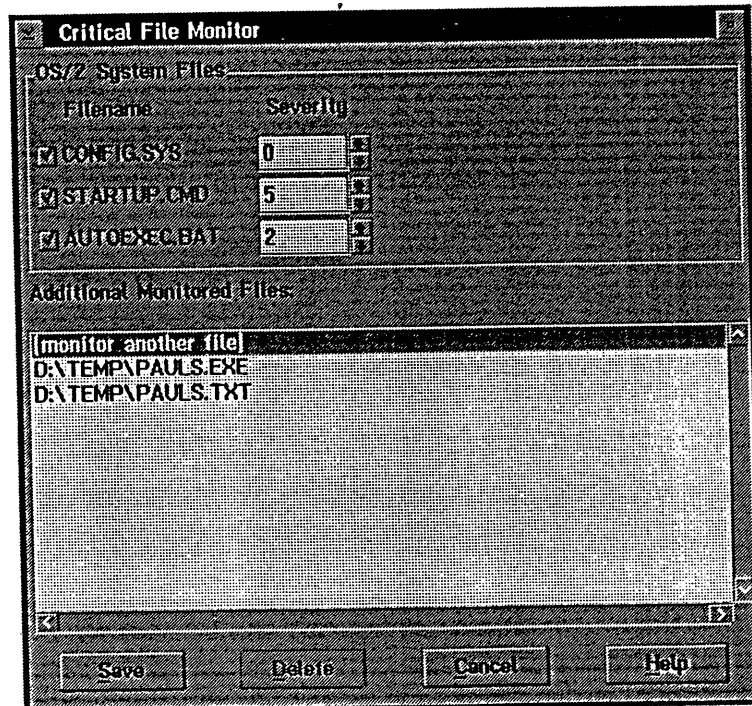 Critical File Monitor
OS/2 System Files
Filename Severity
CONFIG.SYS 0
STARTUP.CMD 5
AUTOEXEC.BAT 2
Additional Monitored Files:
[monitor another file]
D:\TEMP\PAULS.EXE
D:\TEMP\PAULS.TXT
Save Delete Cancel Help